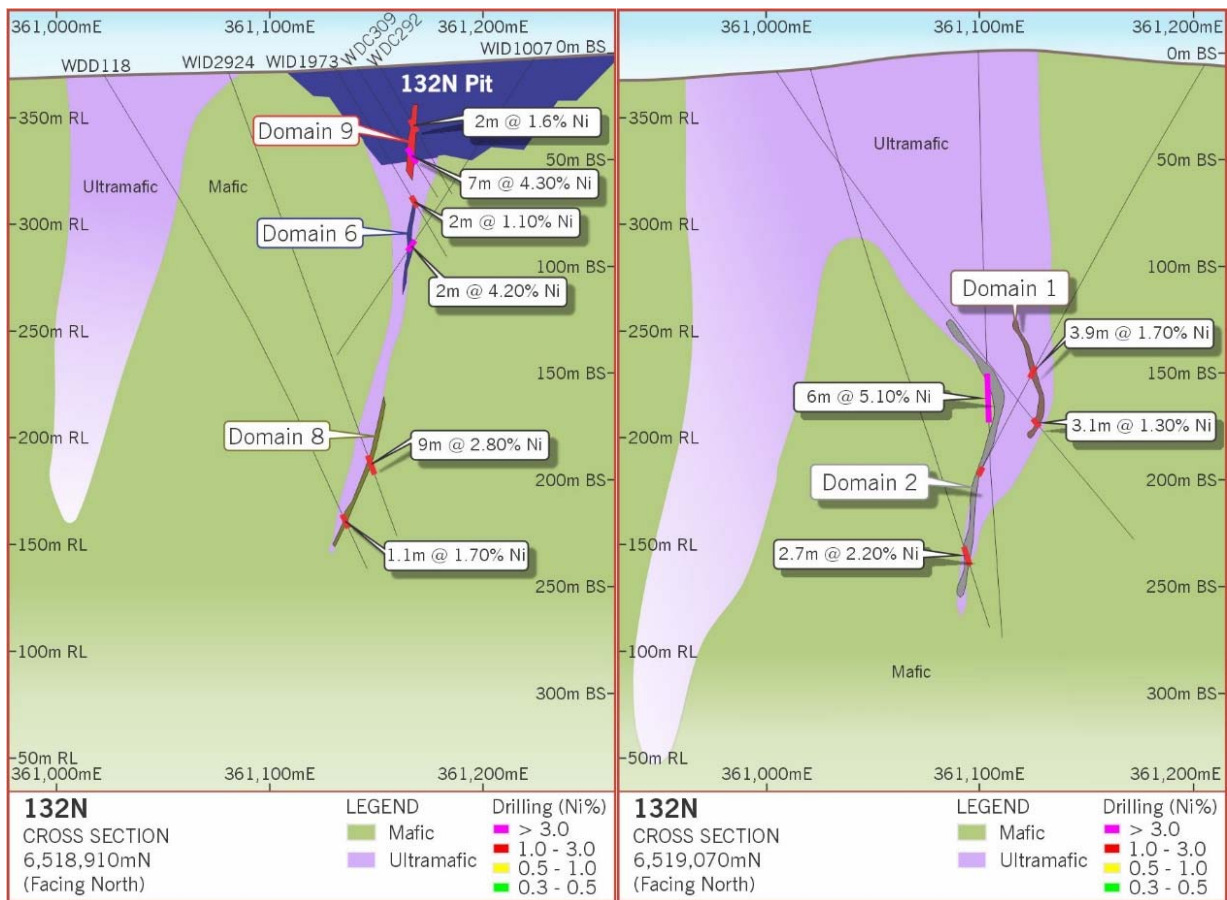 361,000mE
361,100mE
361,200mE
WDC309
WDC292
WDD118
WID2924
WID1973
WID1007
0m BS
132N Pit
350m RL
Domain 9
2m @ 1.6% Ni
50m BS
7m @ 4.30% Ni
Ultramafic
Mafic
300m RL
2m @ 1.10% Ni
Domain 6
100m BS
2m @ 4.20% Ni
250m RL
150m BS
200m RL
Domain 8
9m @ 2.80% Ni
200m BS
150m RL
1.1m @ 1.70% Ni
250m BS
100m RL
300m BS
50m RL
361,000mE
361,100mE
361,200mE
132N
CROSS SECTION
6,518,910mN
(Facing North)
LEGEND
Mafic
Ultramafic
Drilling (Ni%)
> 3.0
1.0 - 3.0
0.5 - 1.0
0.3 - 0.5
361,000mE
361,100mE
361,200mE
0m BS
350m RL
Ultramafic
50m BS
300m RL
100m BS
Domain 1
250m RL
3.9m @ 1.70% Ni
150m BS
6m @ 5.10% Ni
200m RL
3.1m @ 1.30% Ni
Domain 2
200m BS
150m RL
2.7m @ 2.20% Ni
250m BS
100m RL
Mafic
300m BS
50m RL
361,000mE
361,100mE
361,200mE
132N
CROSS SECTION
6,519,070mN
(Facing North)
LEGEND
Mafic
Ultramafic
Drilling (Ni%)
> 3.0
1.0 - 3.0
0.5 - 1.0
0.3 - 0.5